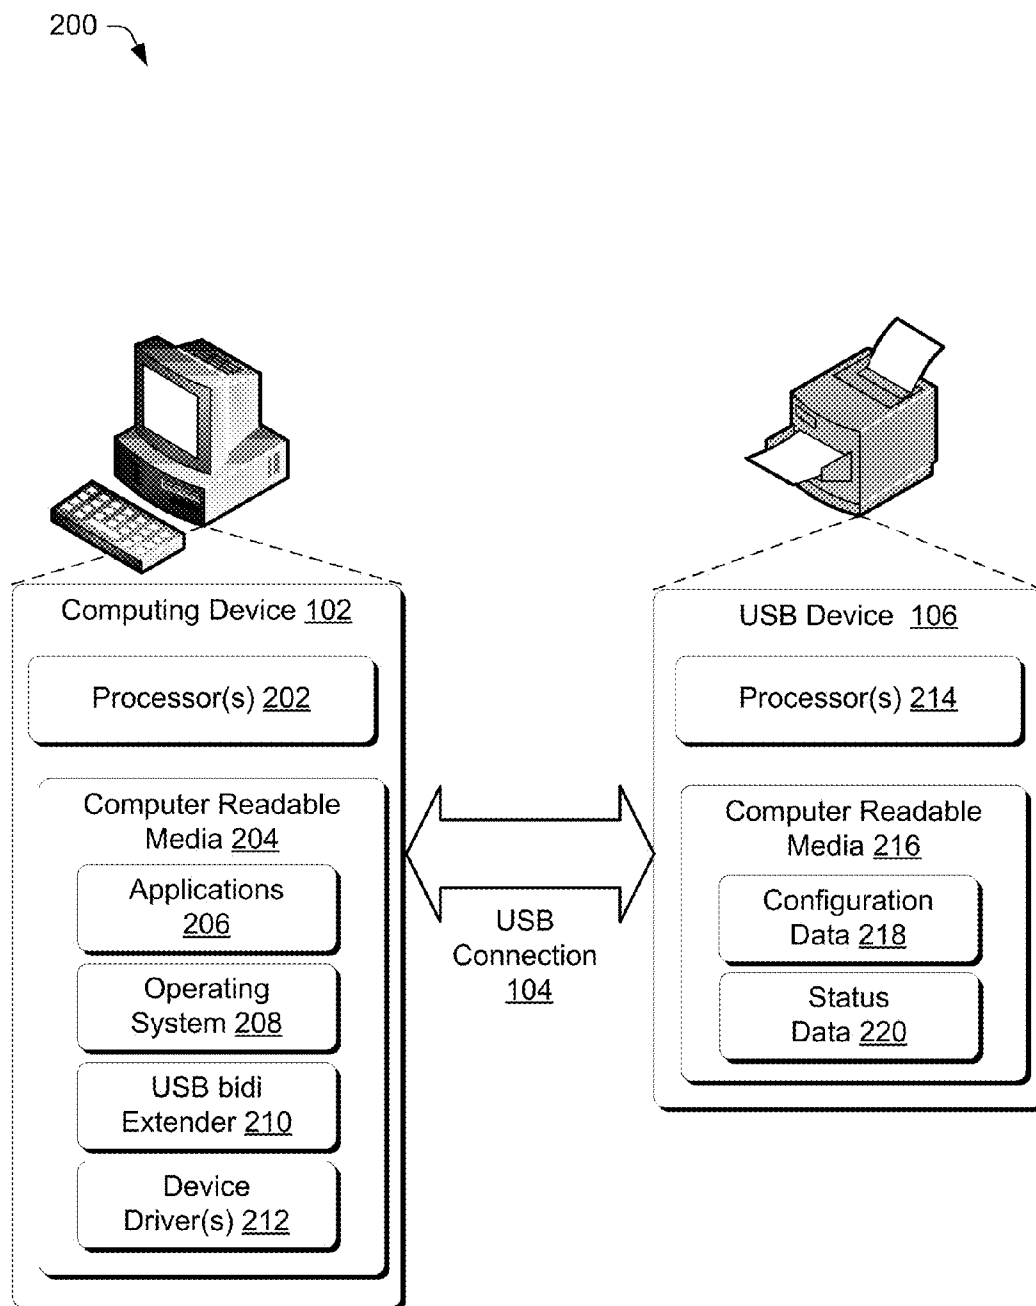 200
Computing Device 102
Processor(s) 202
Computer Readable
Media 204
Applications
206
Operating
System 208
USB bidi
Extender 210
Device
Driver(s) 212
USB
Connection
104
USB Device 106
Processor(s) 214
Computer Readable
Media 216
Configuration
Data 218
Status
Data 220